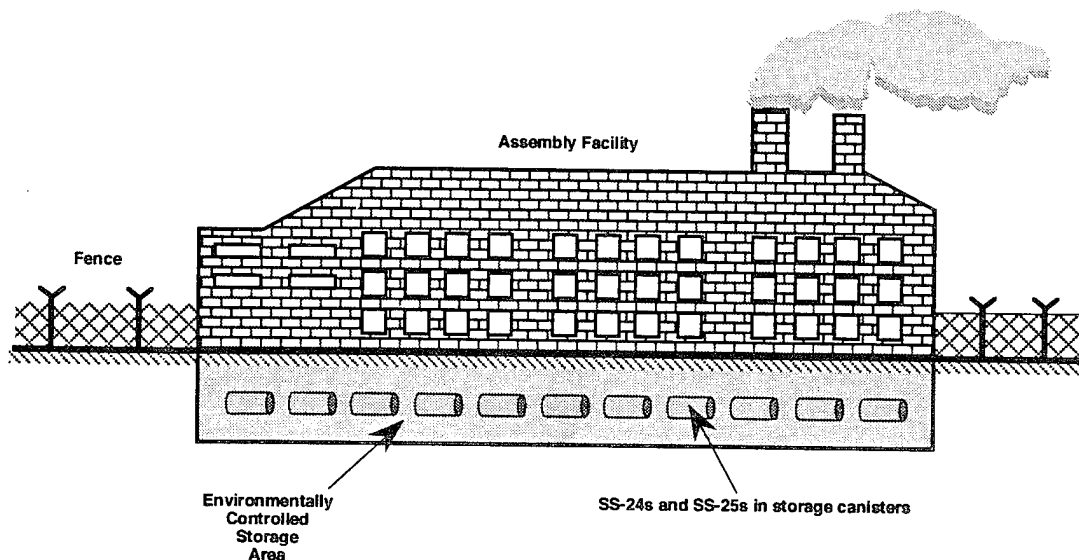 Assembly Facility
Fence
Environmentally
Controlled
Storage
Area
SS-24s and SS-25s in storage canisters